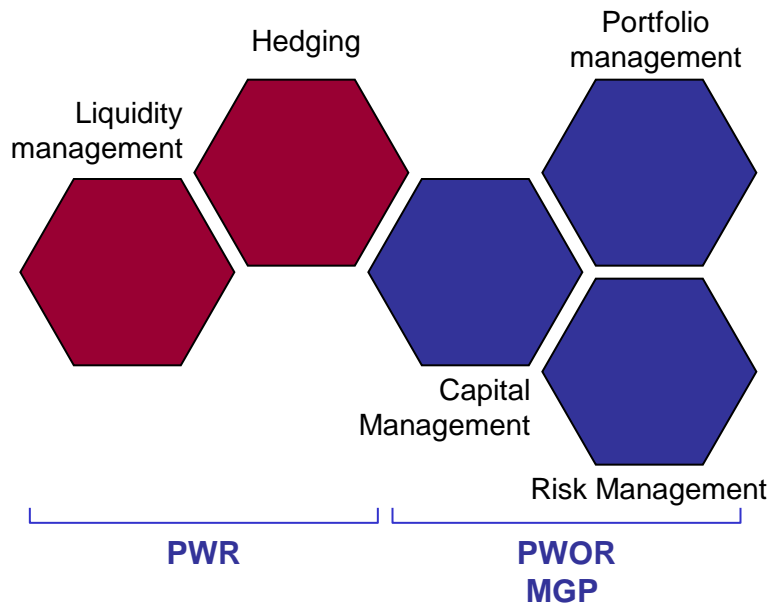 Hedging
Portfolio
management
Liquidity
management
Capital
Management
Risk Management
PWR
PWOR
MGP